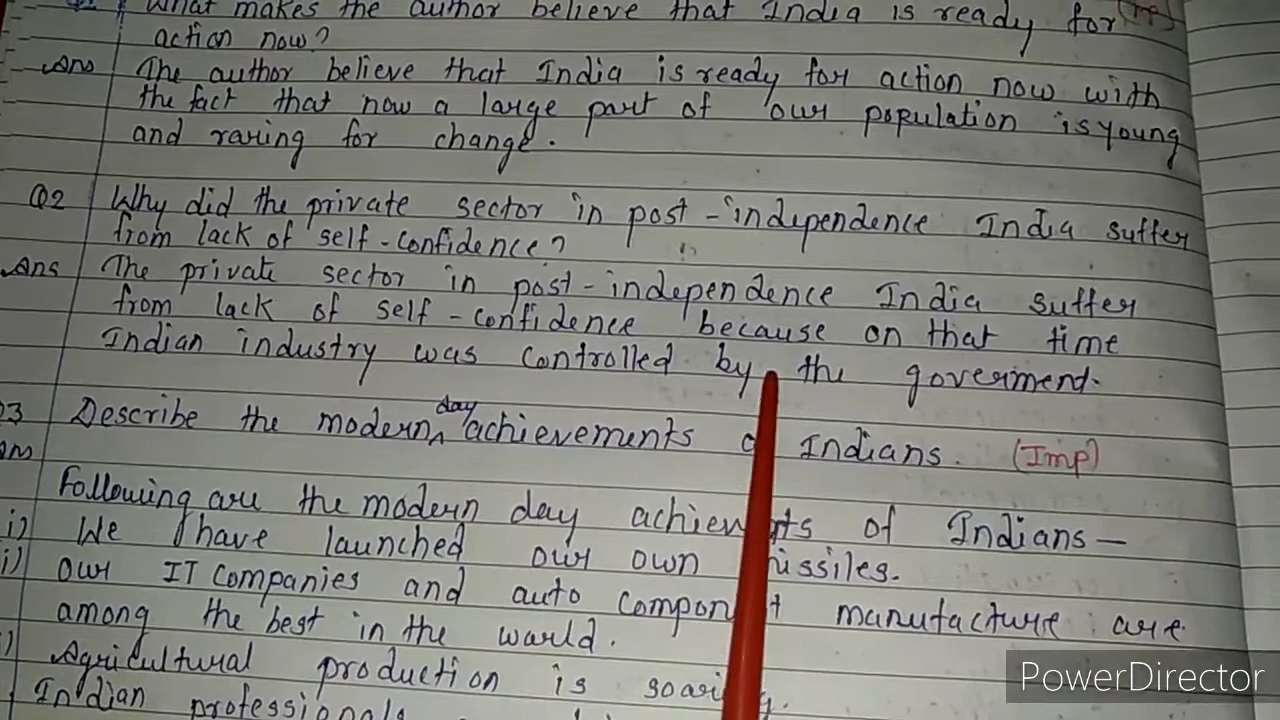 What makes the author believe that India is ready for
action now?
Ans The author believe that India is ready for action now with
the fact that now a large part of our population is young
and raring for change.
Q2 Why did the private sector in post-independence India suffer
from lack of self-confidence?
Ans The private sector in post-independence India suffer
from lack of self-confidence because on that time
Indian industry was controlled by the goverment.
3 Describe the modern day achievements Indians. (Imp)
Following are the modern day of Indians—
i) We have launched our own
i) our IT companies and auto manufacture are
among the best in the world.
Agricultural production is
Indian professionals
PowerDirector